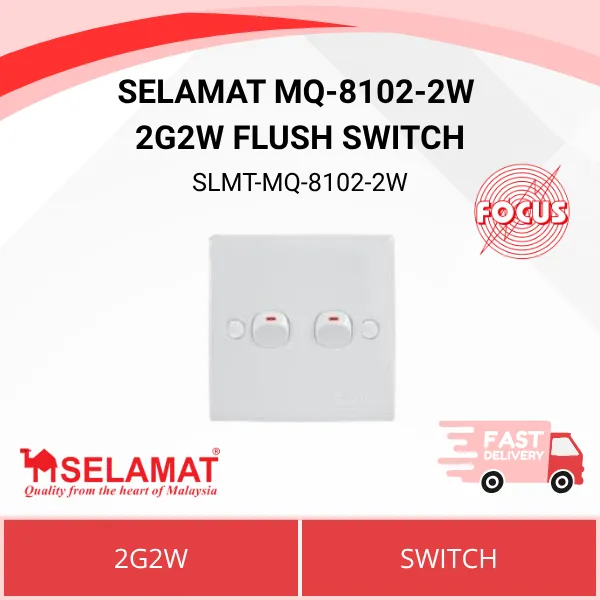 SELAMAT MQ-8102-2W
2G2W FLUSH SWITCH
SLMT-MQ-8102-2W
FOCUS
SELAMAT®
Quality from the heart of Malaysia
FAST
DELIVERY
2G2W
SWITCH